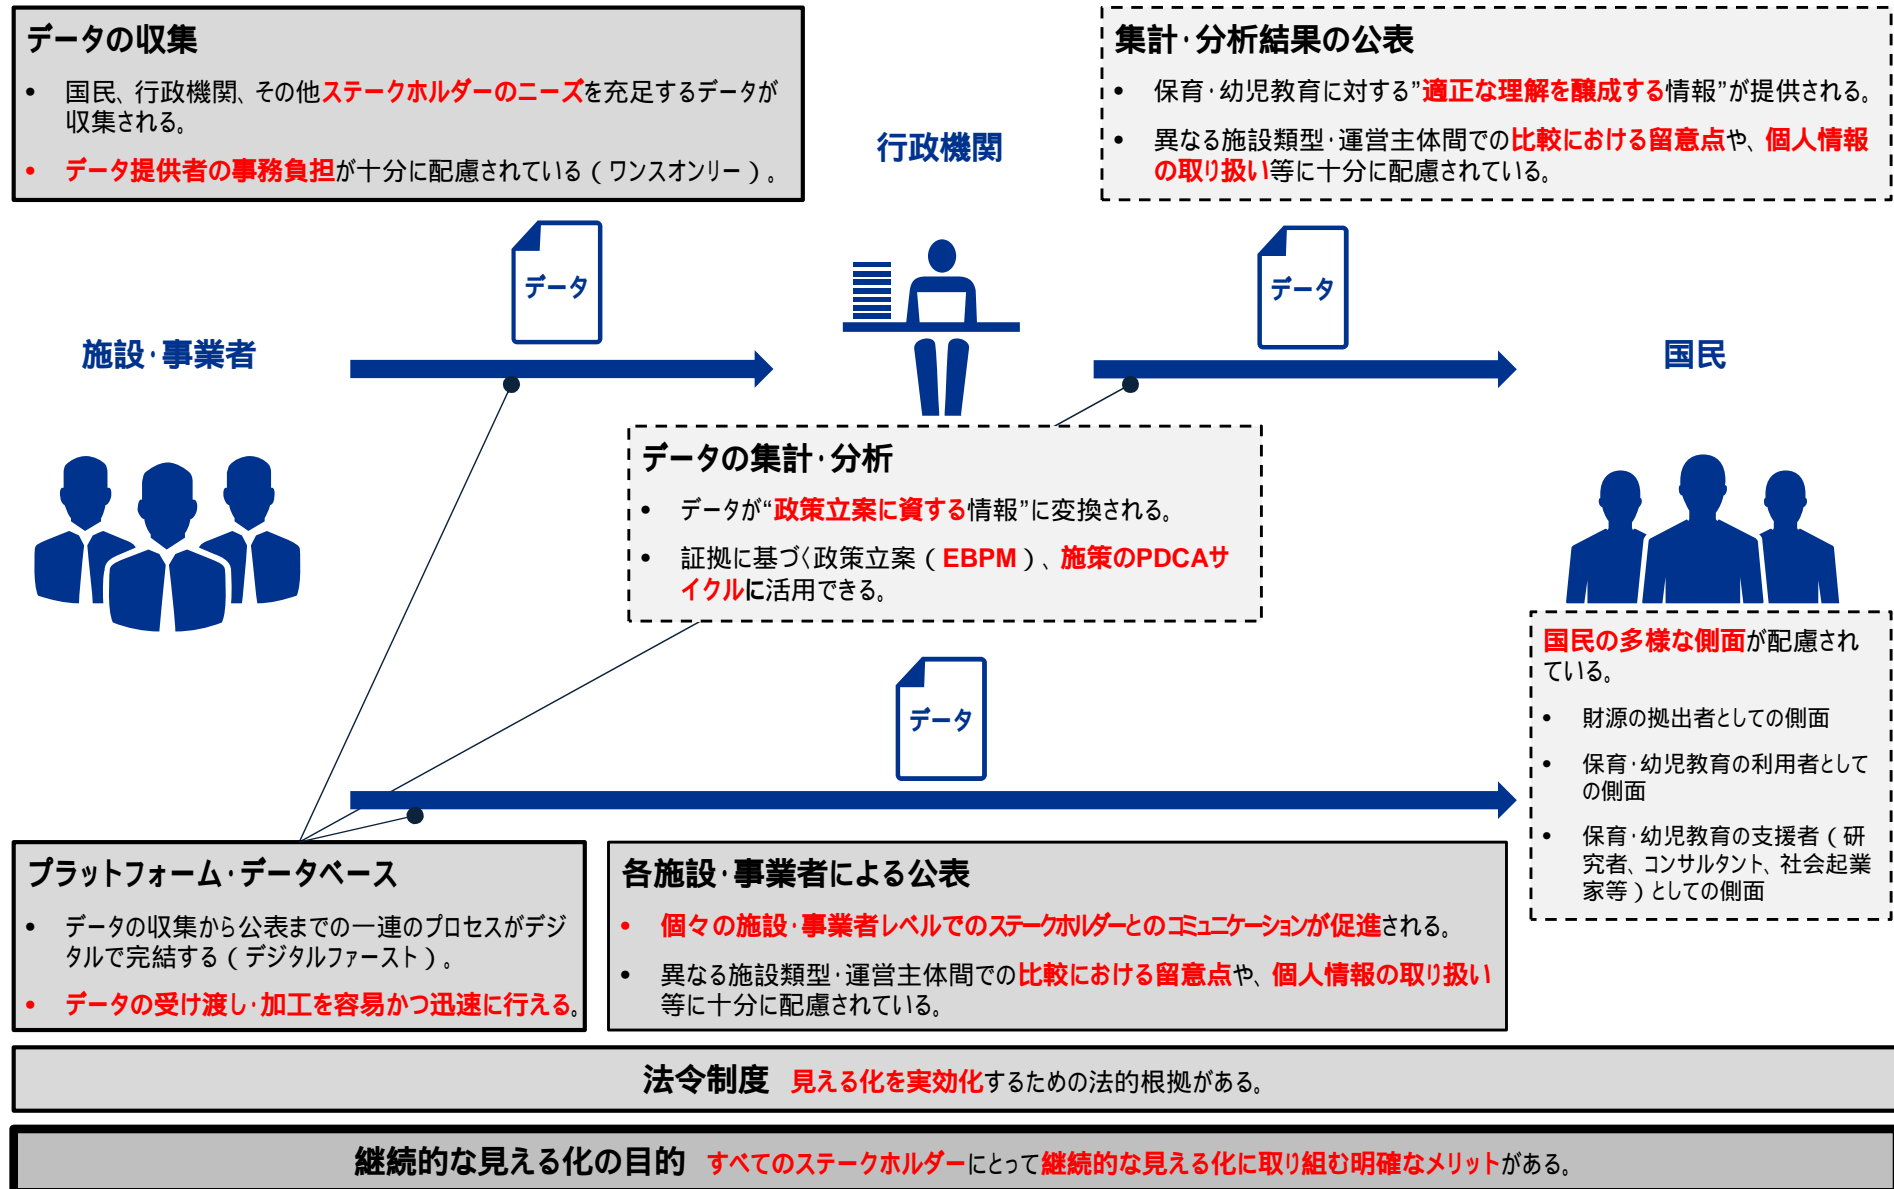 データの収集
• 国民、行政機関、その他ステークホルダーのニーズを充足するデータが
収集される。
• データ提供者の事務負担が十分に配慮されている（ワンスオンリー）。
集計･分析結果の公表
• 保育･幼児教育に対する”適正な理解を醸成する情報”が提供される。
• 異なる施設類型･運営主体間での比較における留意点や、個人情報
の取り扱い等に十分に配慮されている。
行政機関
データ
データ
施設･事業者
国民
データの集計･分析
• データが“政策立案に資する情報”に変換される。
• 証拠に基づく政策立案（EBPM）、施策のPDCAサ
イクルに活用できる。
データ
国民の多様な側面が配慮され
ている。
• 財源の拠出者としての側面
• 保育･幼児教育の利用者として
の側面
• 保育･幼児教育の支援者（研
究者、コンサルタント、社会起業
家等）としての側面
プラットフォーム･データベース
• データの収集から公表までの一連のプロセスがデジ
タルで完結する（デジタルファースト）。
• データの受け渡し･加工を容易かつ迅速に行える。
各施設･事業者による公表
• 個々の施設･事業者レベルでのステークホルダーとのコミュニケーションが促進される。
• 異なる施設類型･運営主体間での比較における留意点や、個人情報の取り扱い
等に十分に配慮されている。
法令制度 見える化を実効化するための法的根拠がある。
継続的な見える化の目的 すべてのステークホルダーにとって継続的な見える化に取り組む明確なメリットがある。